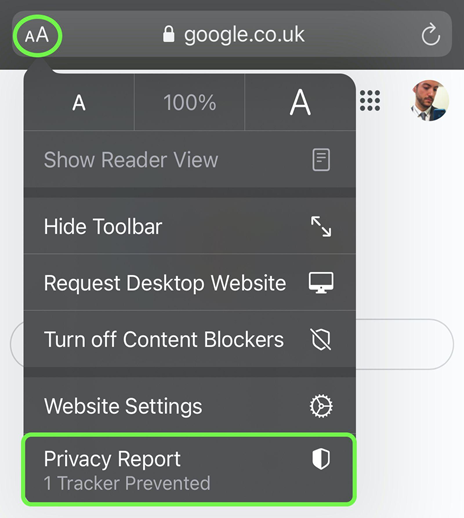 AA google.co.uk
A 100% A
Show Reader View
Hide Toolbar
Request Desktop Website
Turn off Content Blockers
Website Settings
Privacy Report
1 Tracker Prevented